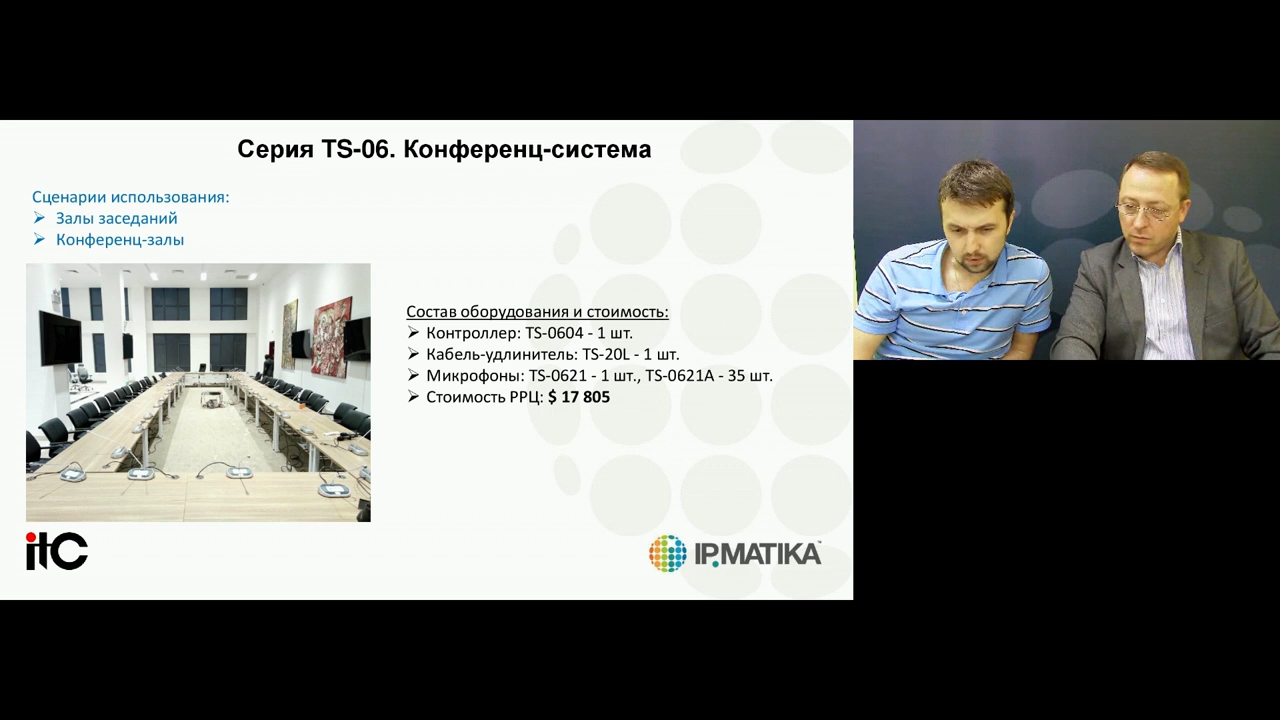 Серия TS-06. Конференц-система
Сценарии использования:
➢ Залы заседаний
➢ Конференц-залы
Состав оборудования и стоимость:
➢ Контроллер: TS-0604 - 1 шт.
➢ Кабель-удлинитель: TS-20L - 1 шт.
➢ Микрофоны: TS-0621 - 1 шт., TS-0621A - 35 шт.
➢ Стоимость РРЦ: $ 17 805
itc
IP.MATIKA™